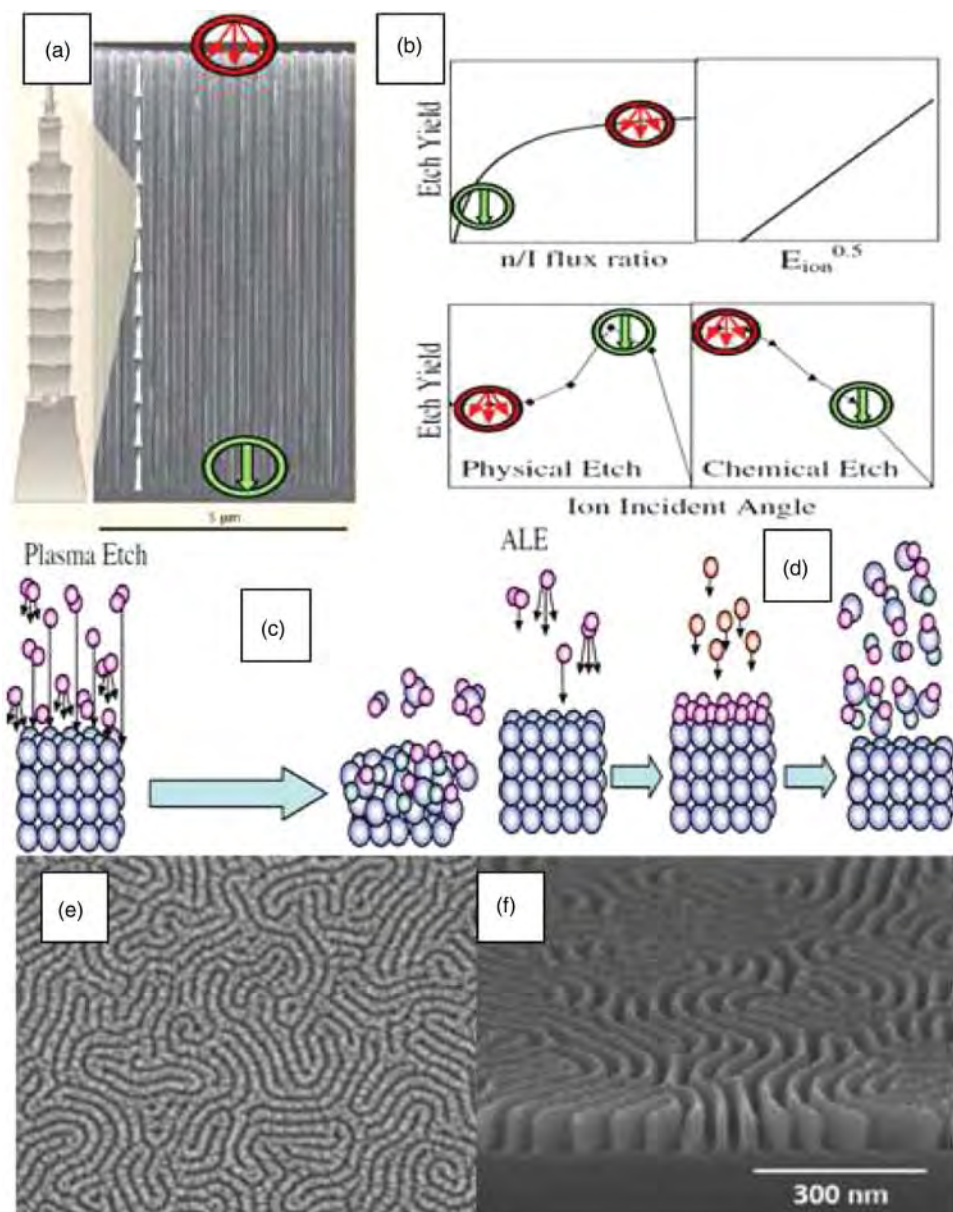 (a)
5 μm
(b)
Etch Yield
n/I flux ratio
E_ion^0.5
Etch Yield
Physical Etch
Chemical Etch
Ion Incident Angle
Plasma Etch
(c)
ALE
(d)
(e)
(f)
300 nm